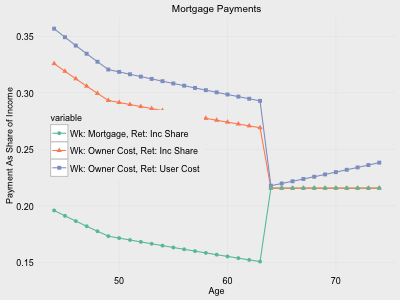 Mortgage Payments
Payment As Share of Income
0.35
0.30
0.25
0.20
0.15
variable
Wk: Mortgage, Ret: Inc Share
Wk: Owner Cost, Ret: Inc Share
Wk: Owner Cost, Ret: User Cost
50
60
70
Age